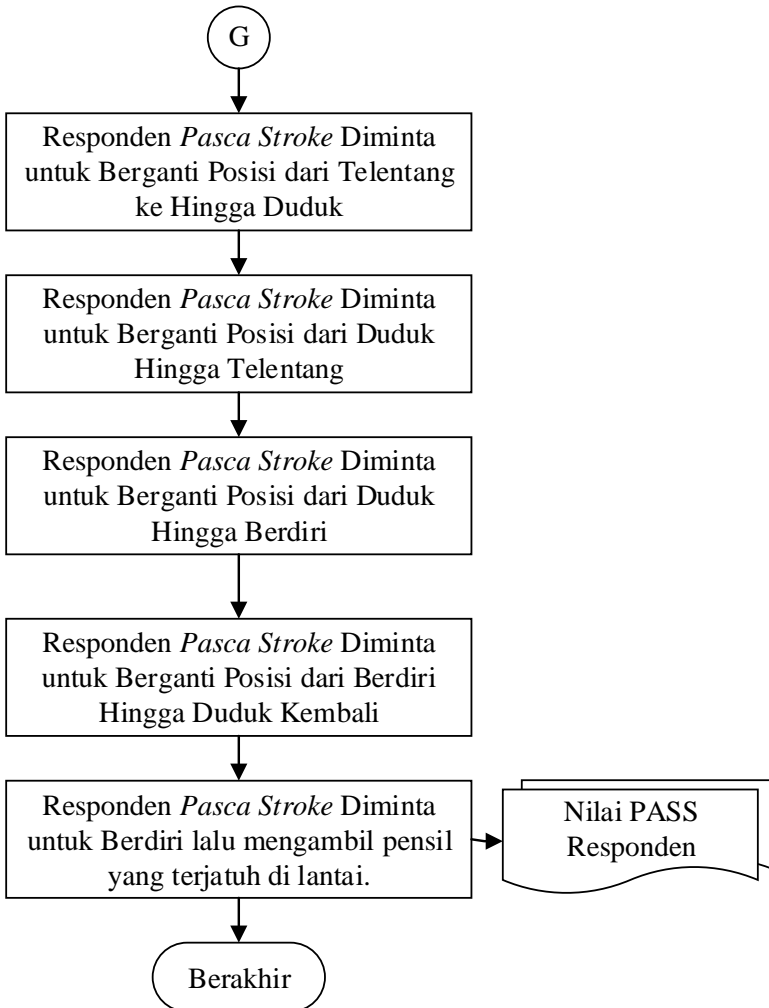 G
Responden Pasca Stroke Diminta
untuk Berganti Posisi dari Telentang
ke Hingga Duduk
Responden Pasca Stroke Diminta
untuk Berganti Posisi dari Duduk
Hingga Telentang
Responden Pasca Stroke Diminta
untuk Berganti Posisi dari Duduk
Hingga Berdiri
Responden Pasca Stroke Diminta
untuk Berganti Posisi dari Berdiri
Hingga Duduk Kembali
Responden Pasca Stroke Diminta
untuk Berdiri lalu mengambil pensil
yang terjatuh di lantai.
Nilai PASS
Responden
Berakhir